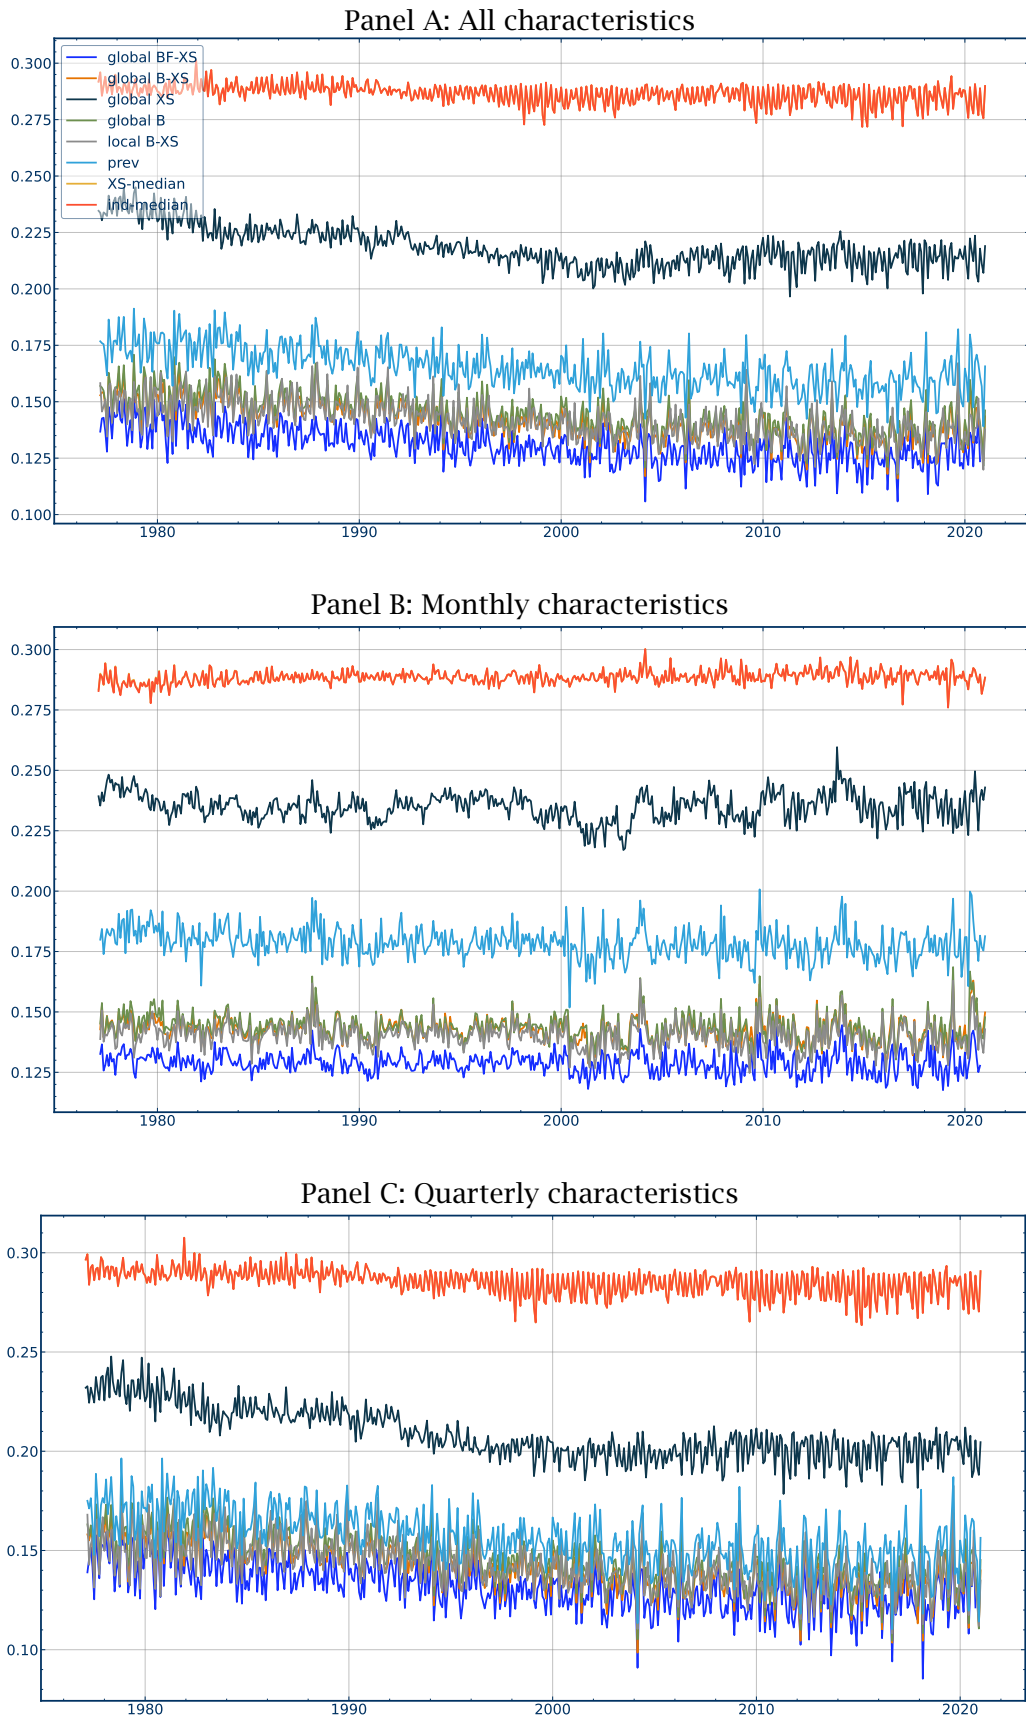 Panel A: All characteristics
0.300
0.275
0.250
0.225
0.200
0.175
0.150
0.125
0.100
global BF-XS
global B-XS
global XS
global B
local B-XS
prev
XS-median
ind-median
1980 1990 2000 2010 2020
Panel B: Monthly characteristics
0.300
0.275
0.250
0.225
0.200
0.175
0.150
0.125
1980 1990 2000 2010 2020
Panel C: Quarterly characteristics
0.30
0.25
0.20
0.15
0.10
1980 1990 2000 2010 2020